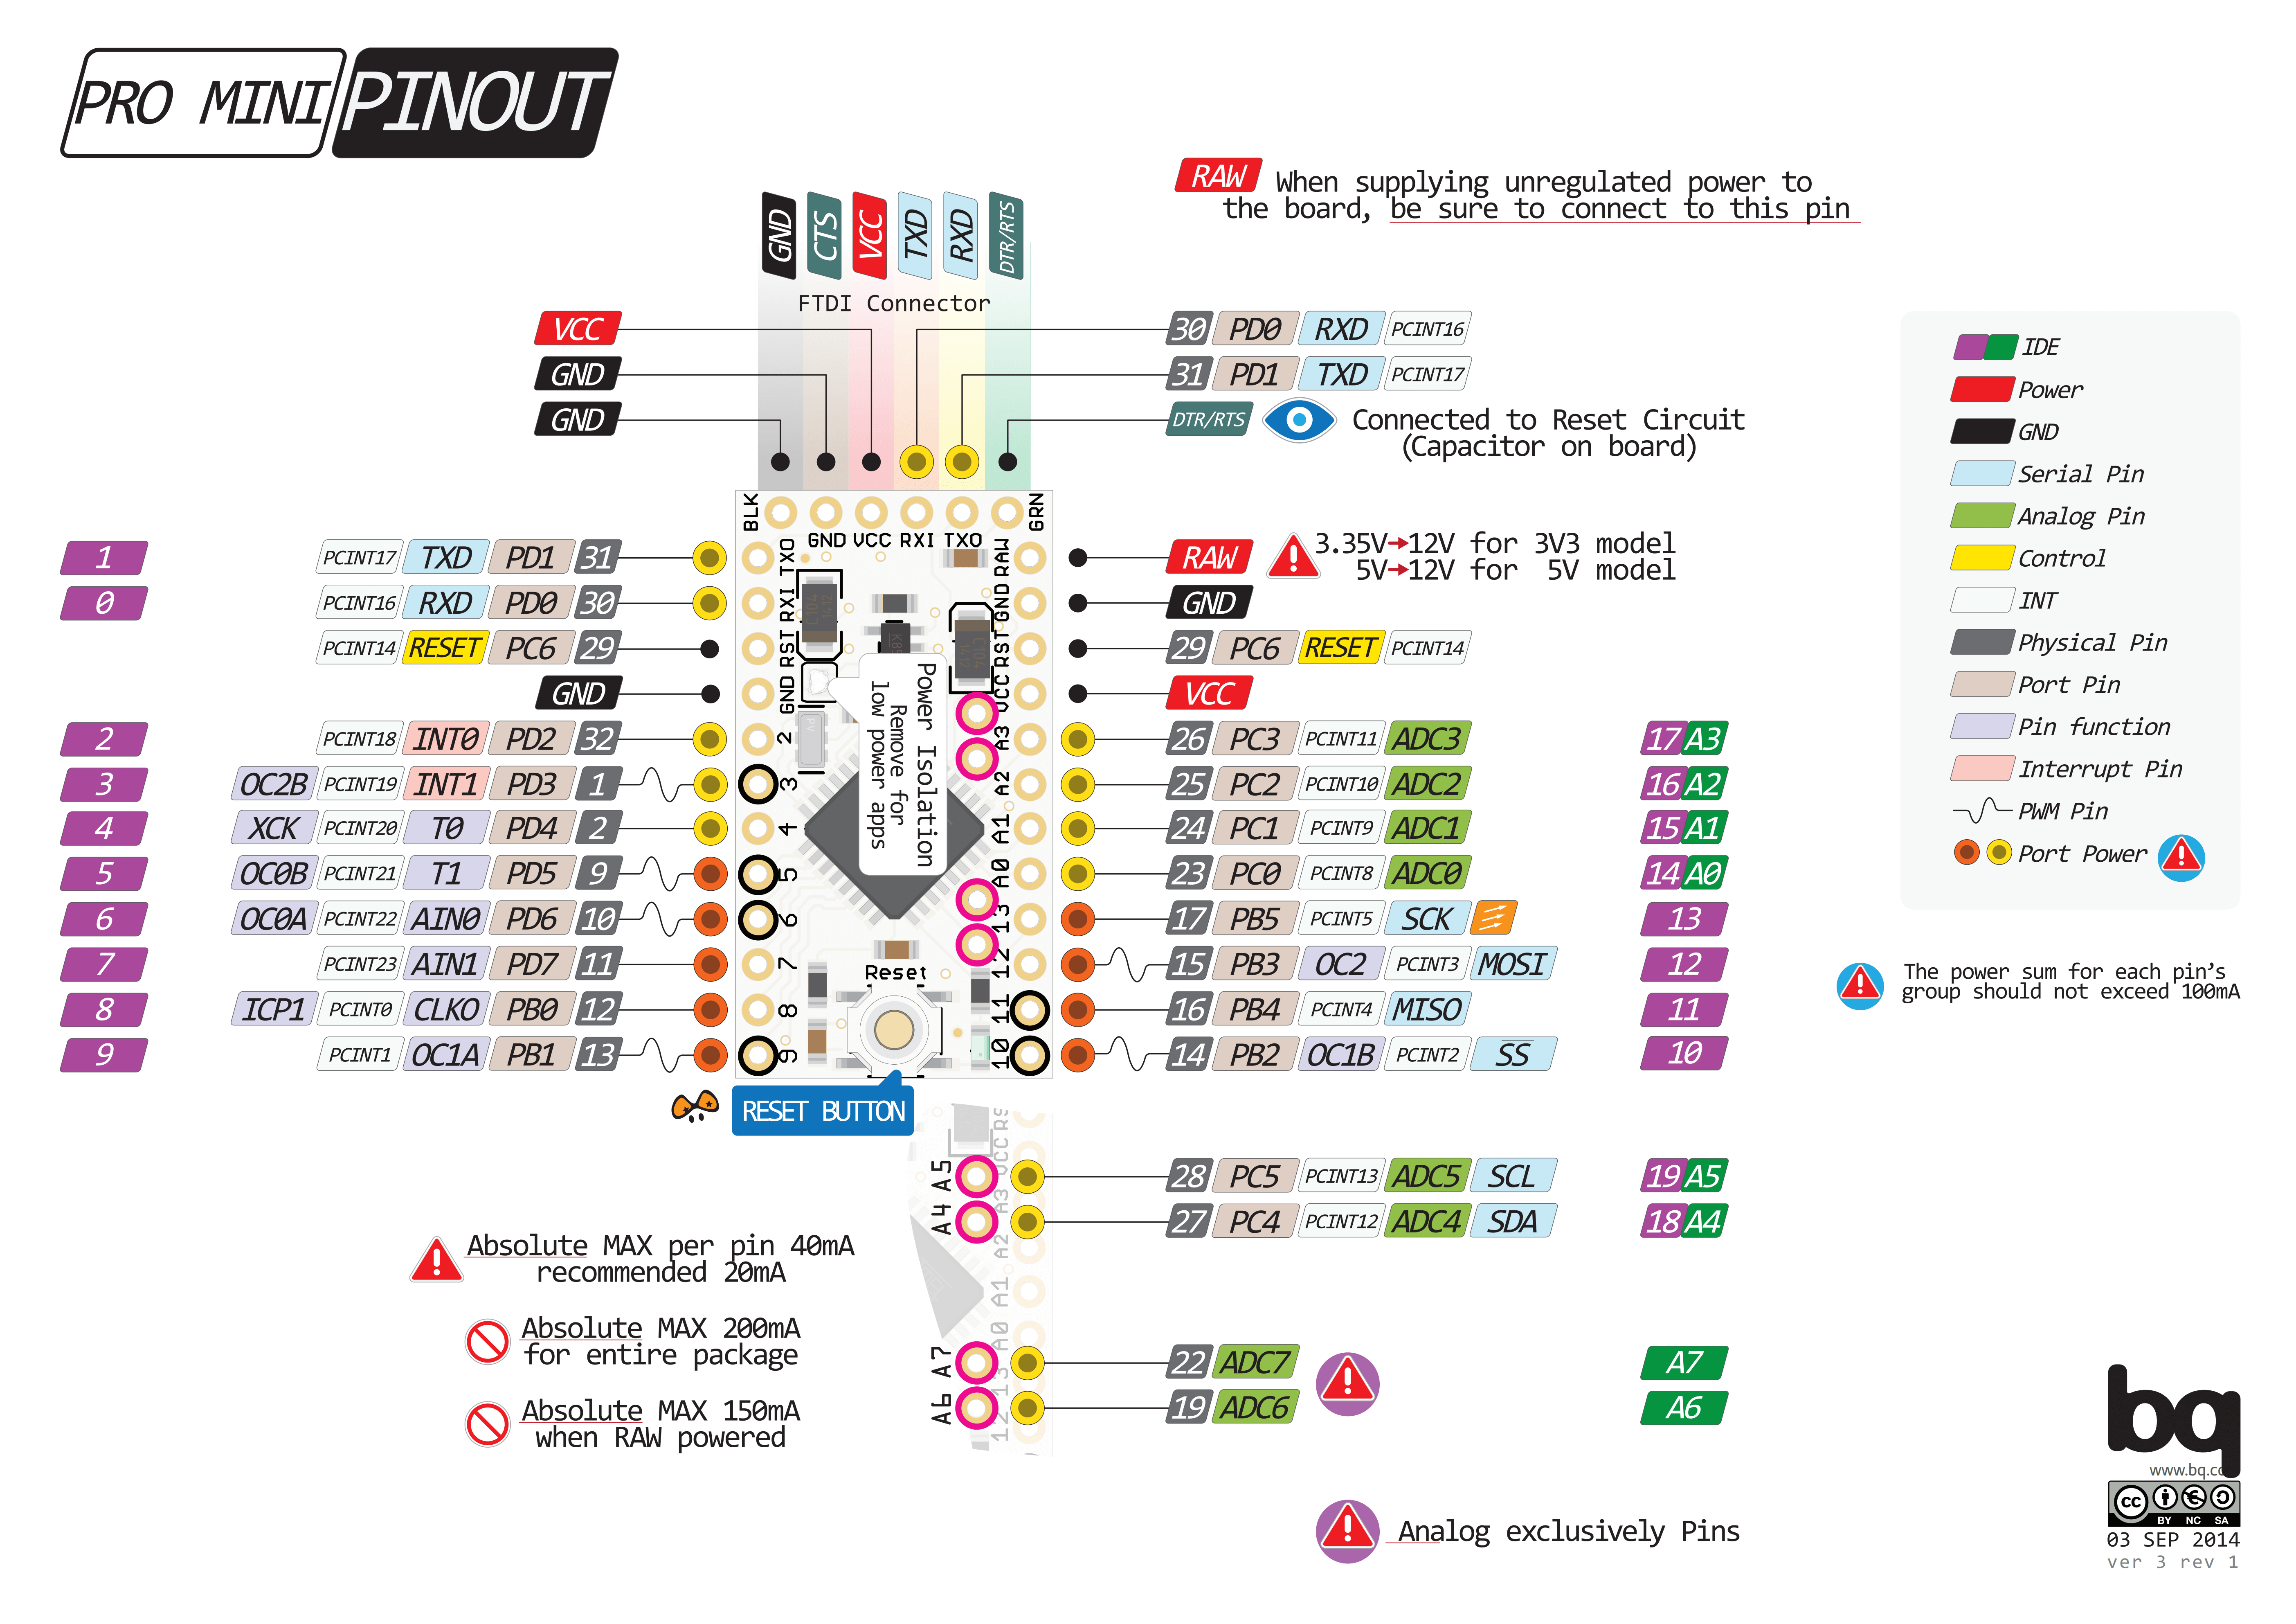 PRO MINI PINOUT
RAW When supplying unregulated power to
the board, be sure to connect to this pin
GND CTS VCC TXD RXD DTR/RTS
FTDI Connector
VCC
GND
GND
30 PD0 RXD PCINT16
31 PD1 TXD PCINT17
DTR/RTS Connected to Reset Circuit
(Capacitor on board)
BLK GRN
GND VCC RXI TXO
TXO RXI RST GND 2 3 4 5 6 7 8 9
RAW GND RST VCC A3 A2 A1 A0 13 12 11 10
Power Isolation
Remove for
low power apps
Reset
RESET BUTTON
1 PCINT17 TXD PD1 31
0 PCINT16 RXD PD0 30
PCINT14 RESET PC6 29
GND
2 PCINT18 INT0 PD2 32
3 OC2B PCINT19 INT1 PD3 1
4 XCK PCINT20 T0 PD4 2
5 OC0B PCINT21 T1 PD5 9
6 OC0A PCINT22 AIN0 PD6 10
7 PCINT23 AIN1 PD7 11
8 ICP1 PCINT0 CLKO PB0 12
9 PCINT1 OC1A PB1 13
RAW 3.35V→12V for 3V3 model
5V→12V for 5V model
GND
29 PC6 RESET PCINT14
VCC
26 PC3 PCINT11 ADC3 17 A3
25 PC2 PCINT10 ADC2 16 A2
24 PC1 PCINT9 ADC1 15 A1
23 PC0 PCINT8 ADC0 14 A0
17 PB5 PCINT5 SCK 13
15 PB3 OC2 PCINT3 MOSI 12
16 PB4 PCINT4 MISO 11
14 PB2 OC1B PCINT2 SS 10
A5 28 PC5 PCINT13 ADC5 SCL 19 A5
A4 27 PC4 PCINT12 ADC4 SDA 18 A4
A7 22 ADC7 A7
A6 19 ADC6 A6
VCC A3 A2 A1 A0 13 12
Absolute MAX per pin 40mA
recommended 20mA
Absolute MAX 200mA
for entire package
Absolute MAX 150mA
when RAW powered
Analog exclusively Pins
IDE
Power
GND
Serial Pin
Analog Pin
Control
INT
Physical Pin
Port Pin
Pin function
Interrupt Pin
PWM Pin
Port Power
The power sum for each pin's
group should not exceed 100mA
bq
www.bq.co
cc BY NC SA
03 SEP 2014
ver 3 rev 1